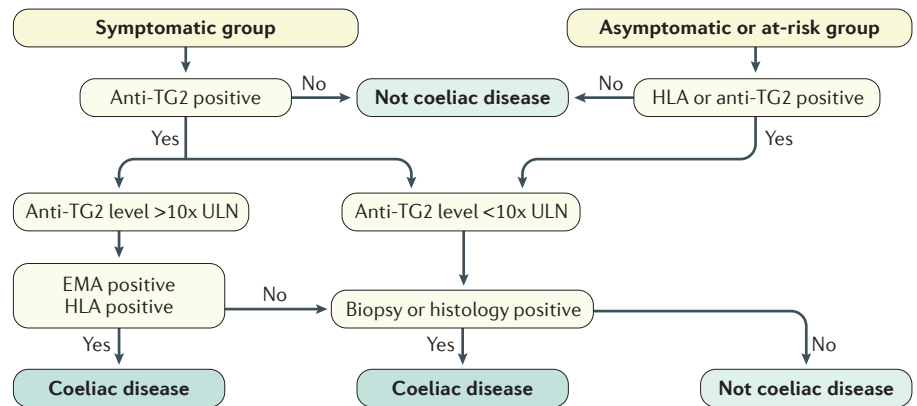 Symptomatic group
Asymptomatic or at-risk group
Anti-TG2 positive
No
Not coeliac disease
No
HLA or anti-TG2 positive
Yes
Yes
Anti-TG2 level >10x ULN
Anti-TG2 level <10x ULN
EMA positive
HLA positive
No
Biopsy or histology positive
Yes
Yes
No
Coeliac disease
Coeliac disease
Not coeliac disease